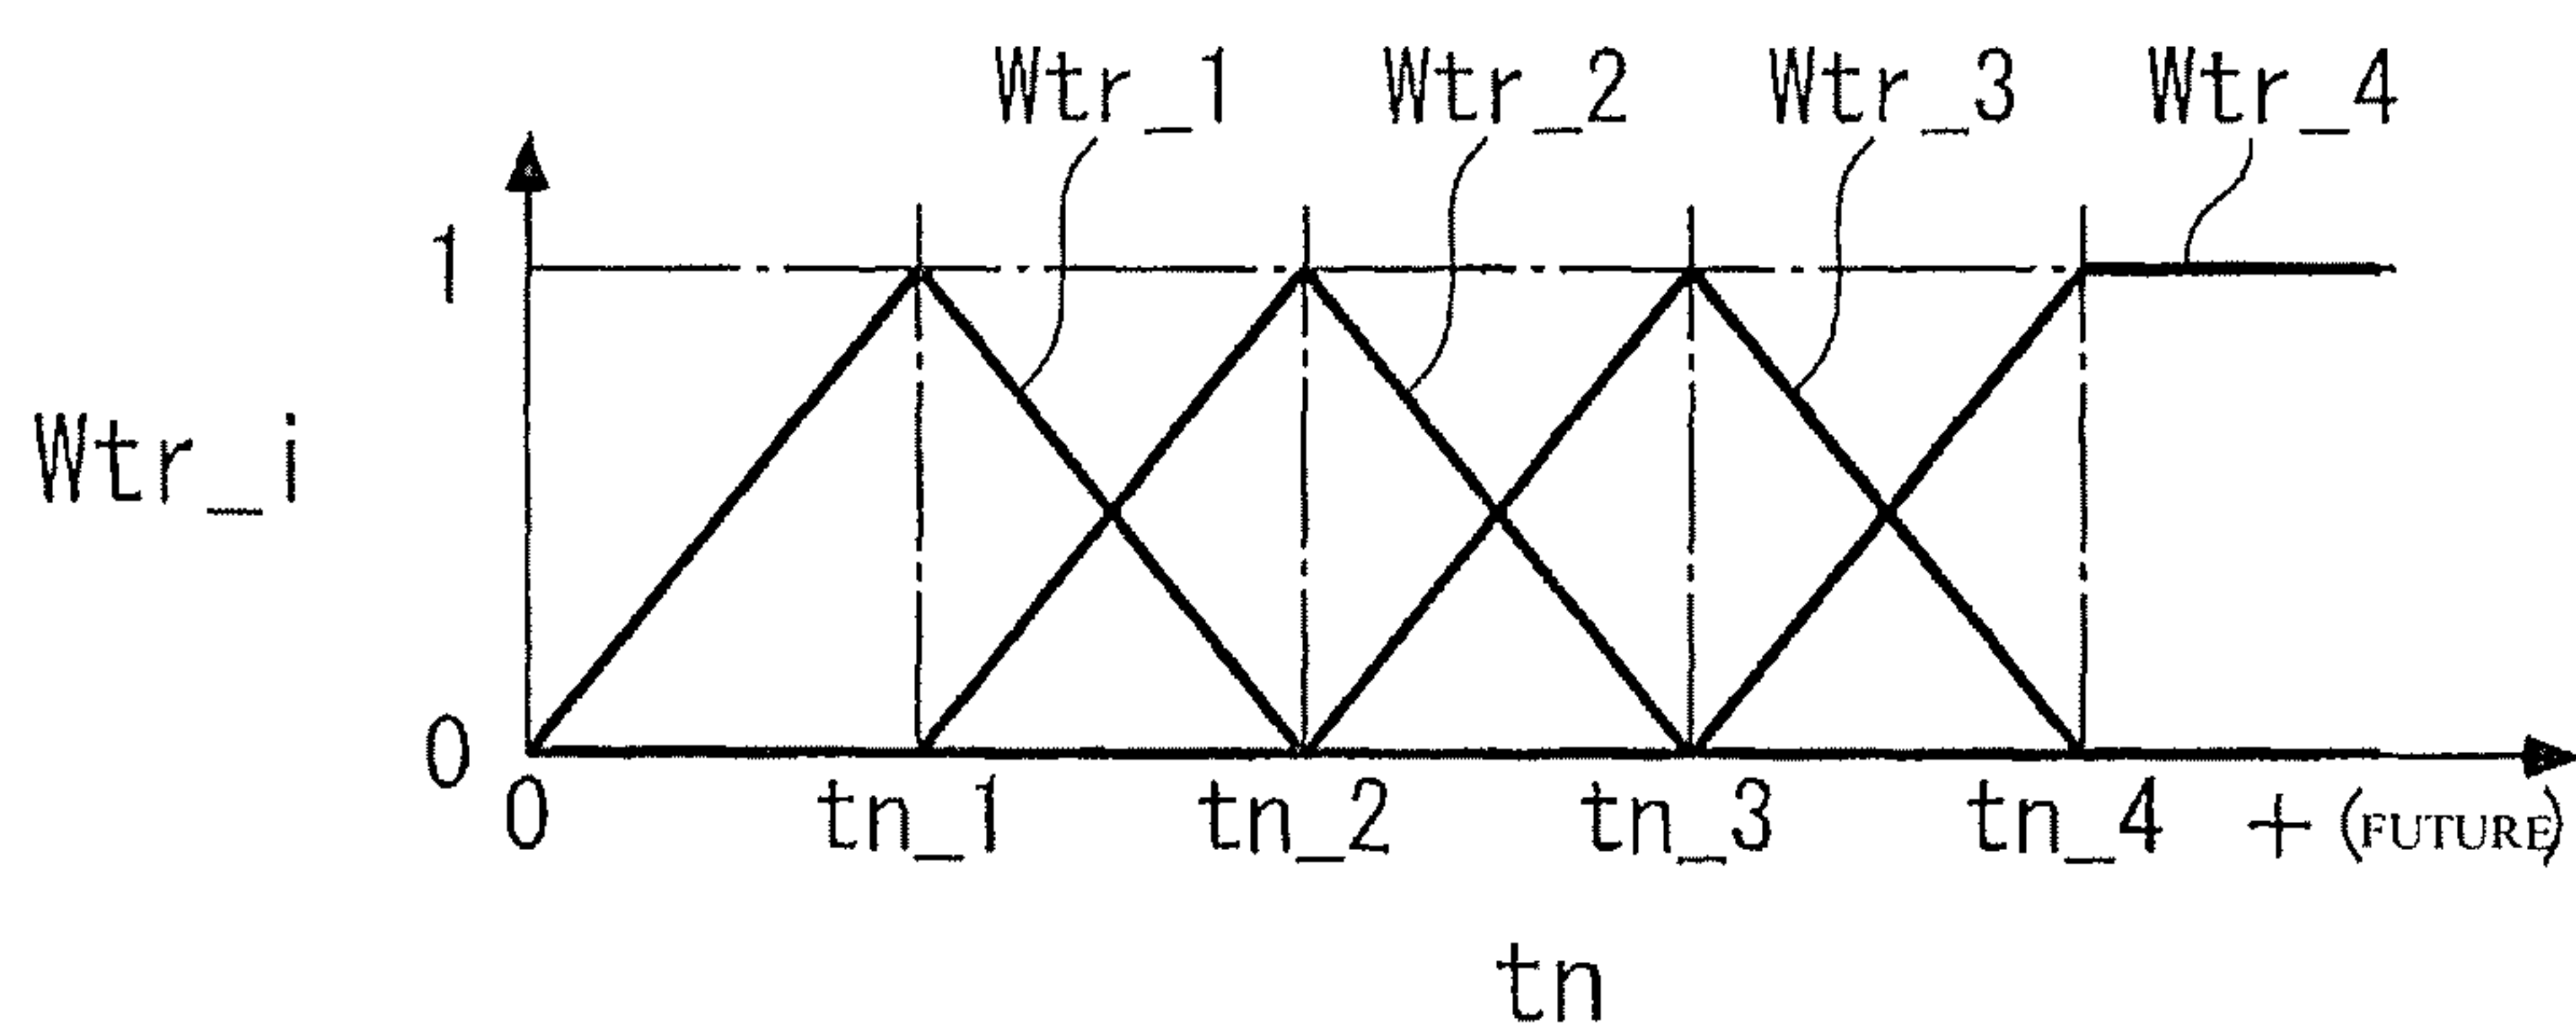 Wtr_1 Wtr_2 Wtr_3 Wtr_4
1
Wtr_i
0
0 tn_1 tn_2 tn_3 tn_4 + (FUTURE)
tn